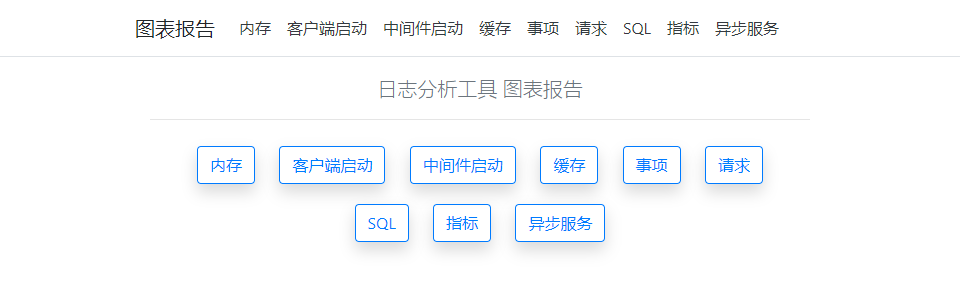 图表报告 内存 客户端启动 中间件启动 缓存 事项 请求 SQL 指标 异步服务
日志分析工具 图表报告
内存 客户端启动 中间件启动 缓存 事项 请求
SQL 指标 异步服务